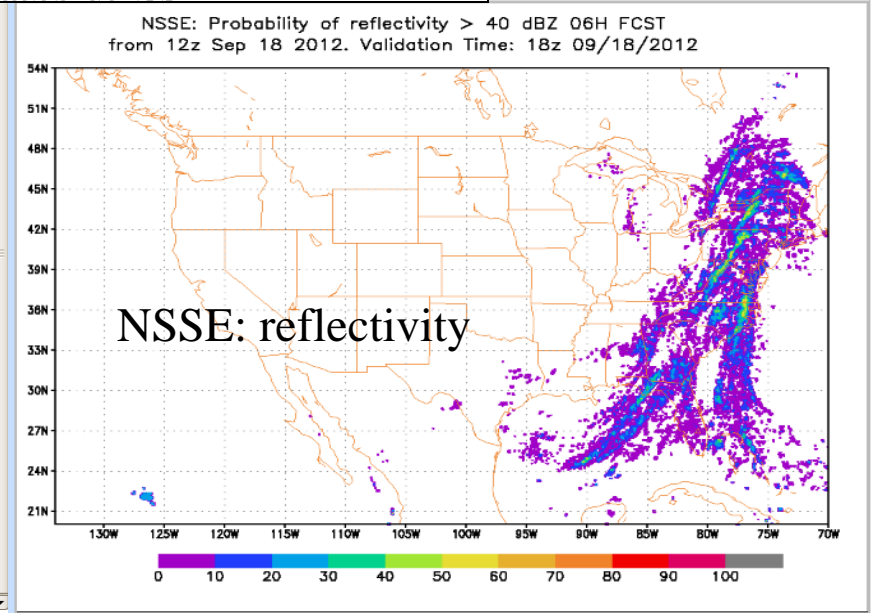 NSSE: Probability of reflectivity > 40 dBZ 06H FCST
from 12z Sep 18 2012. Validation Time: 18z 09/18/2012
54N
51N
48N
45N
42N
39N
36N
33N
30N
27N
24N
21N
NSSE: reflectivity
130W 125W 120W 115W 110W 105W 100W 95W 90W 85W 80W 75W 70W
0 10 20 30 40 50 60 70 80 90 100